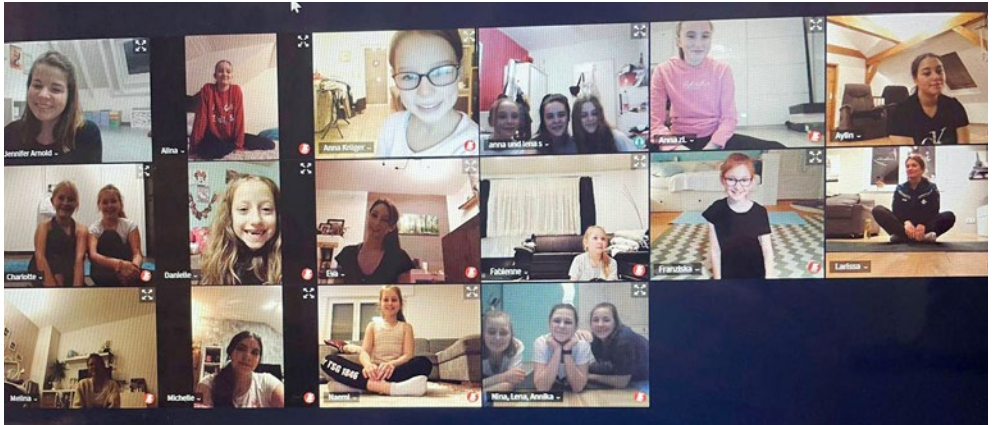 Jennifer Arnold
Alina
Anna Krüger
anna und lena s
Anna zl.
Aylin
Charlotte
Danielle
Eva
Fabienne
Franziska
Larissa
Melina
Michelle
TSG 1846
Naemi
Nina, Lena, Annika